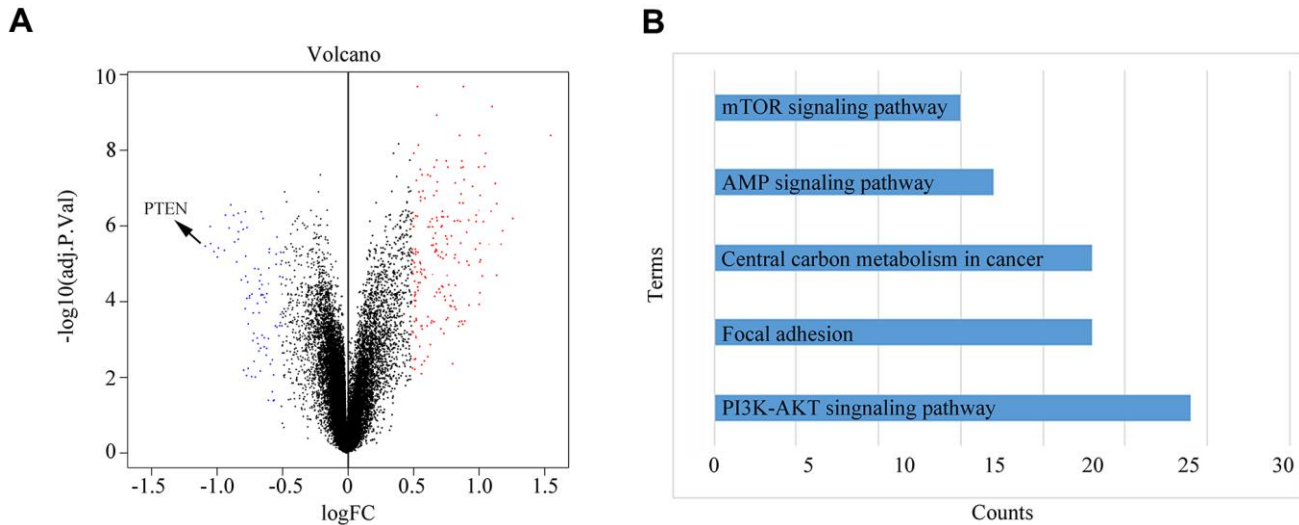 A
Volcano
10
8
6
4
2
0
-log10(adj.P.Val)
PTEN
-1.5 -1.0 -0.5 0 0.5 1.0 1.5
logFC
B
mTOR signaling pathway
AMP signaling pathway
Central carbon metabolism in cancer
Focal adhesion
PI3K-AKT singnaling pathway
Terms
0 5 10 15 20 25 30
Counts